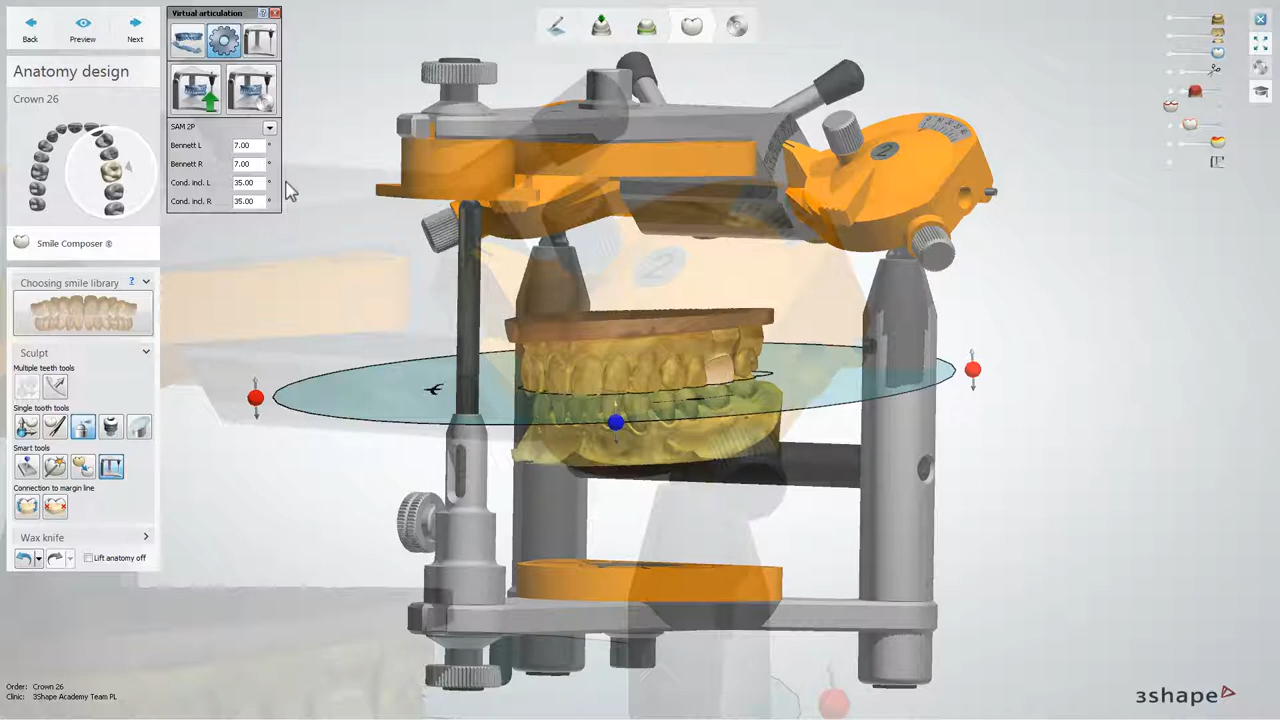 Back
Preview
Next
Virtual articulation
?
Anatomy design
Crown 26
SAM 2P
Bennett L 7.00 °
Bennett R 7.00 °
Cond. incl. L 35.00 °
Cond. incl. R 35.00 °
2
2
Smile Composer ®
Choosing smile library ?
Sculpt
Multiple teeth tools
Single tooth tools
Smart tools
Connection to margin line
Wax knife
Lift anatomy off
Order: Crown 26
Clinic: 3Shape Academy Team PL
3shape